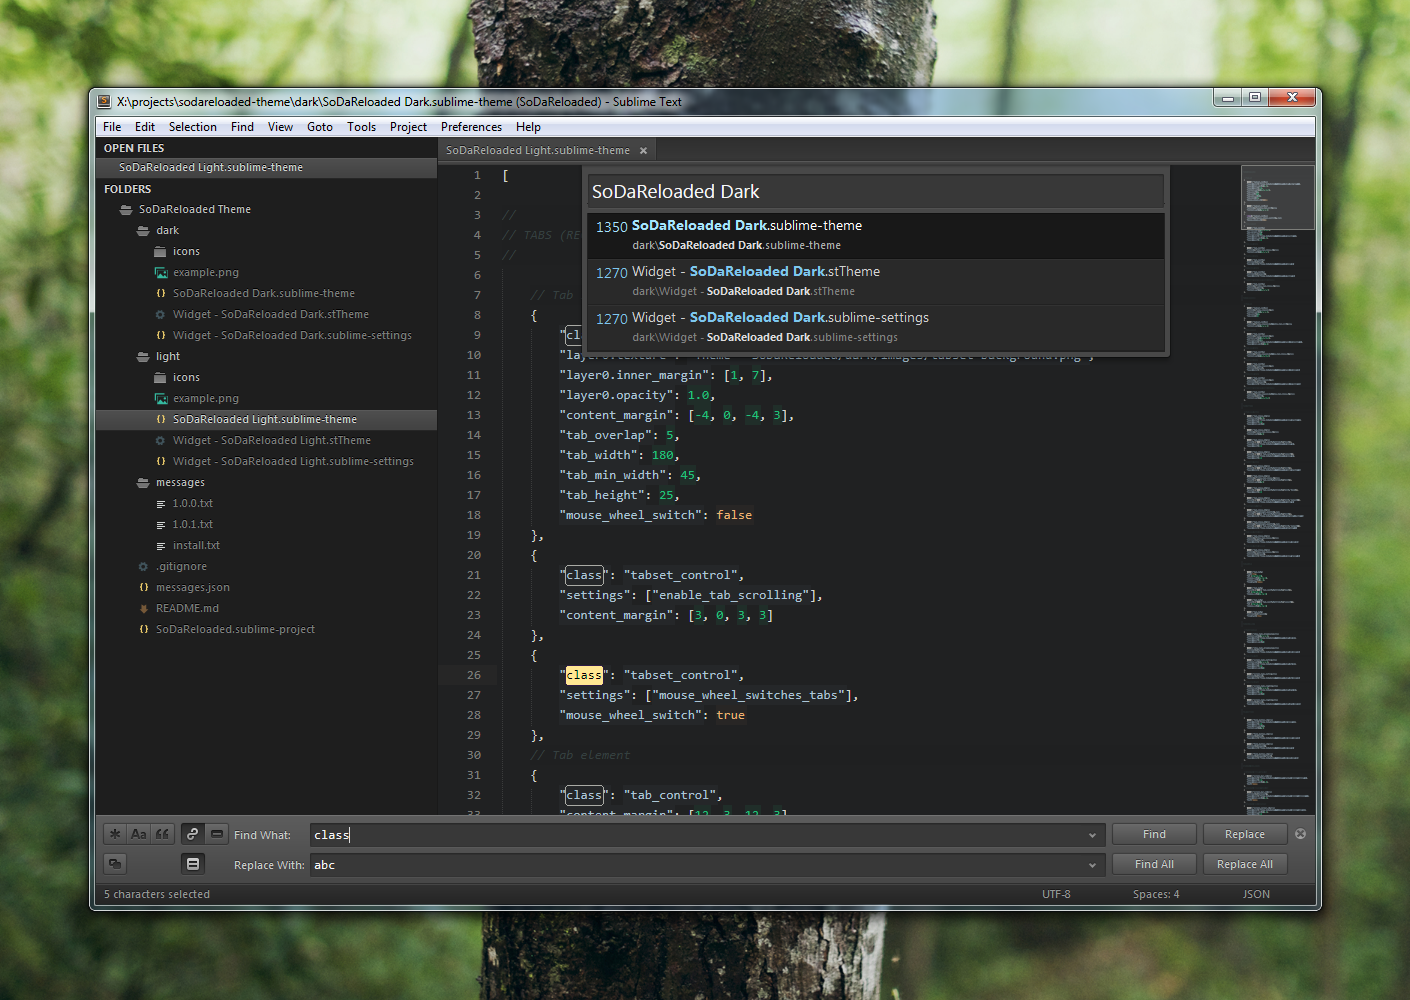 X:\projects\sodareloaded-theme\dark\SoDaReloaded Dark.sublime-theme (SoDaReloaded) - Sublime Text
File Edit Selection Find View Goto Tools Project Preferences Help
OPEN FILES
SoDaReloaded Light.sublime-theme
FOLDERS
SoDaReloaded Theme
dark
icons
example.png
SoDaReloaded Dark.sublime-theme
Widget - SoDaReloaded Dark.stTheme
Widget - SoDaReloaded Dark.sublime-settings
light
icons
example.png
SoDaReloaded Light.sublime-theme
Widget - SoDaReloaded Light.stTheme
Widget - SoDaReloaded Light.sublime-settings
messages
1.0.0.txt
1.0.1.txt
install.txt
.gitignore
messages.json
README.md
SoDaReloaded.sublime-project
SoDaReloaded Light.sublime-theme ×
SoDaReloaded Dark
1350 SoDaReloaded Dark.sublime-theme
dark\SoDaReloaded Dark.sublime-theme
1270 Widget - SoDaReloaded Dark.stTheme
dark\Widget - SoDaReloaded Dark.stTheme
1270 Widget - SoDaReloaded Dark.sublime-settings
dark\Widget - SoDaReloaded Dark.sublime-settings
1 [
2
3 //
4 // TABS (RE
5 //
6
7 // Tab
8 {
9 "cl
10
11 "layer0.inner_margin": [1, 7],
12 "layer0.opacity": 1.0,
13 "content_margin": [-4, 0, -4, 3],
14 "tab_overlap": 5,
15 "tab_width": 180,
16 "tab_min_width": 45,
17 "tab_height": 25,
18 "mouse_wheel_switch": false
19 },
20 {
21 "class": "tabset_control",
22 "settings": ["enable_tab_scrolling"],
23 "content_margin": [3, 0, 3, 3]
24 },
25 {
26 "class": "tabset_control",
27 "settings": ["mouse_wheel_switches_tabs"],
28 "mouse_wheel_switch": true
29 },
30 // Tab element
31 {
32 "class": "tab_control",
33 "content_margin": [12, 3, 12, 3]
Aa Find What: class Find Replace
Replace With: abc Find All Replace All
5 characters selected UTF-8 Spaces: 4 JSON